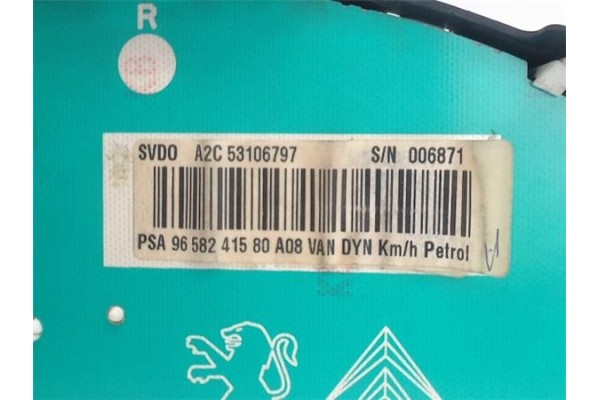 R
SVDO A2C 53106797 S/N 006871
PSA 96 582 415 80 A08 VAN DYN Km/h Petrol